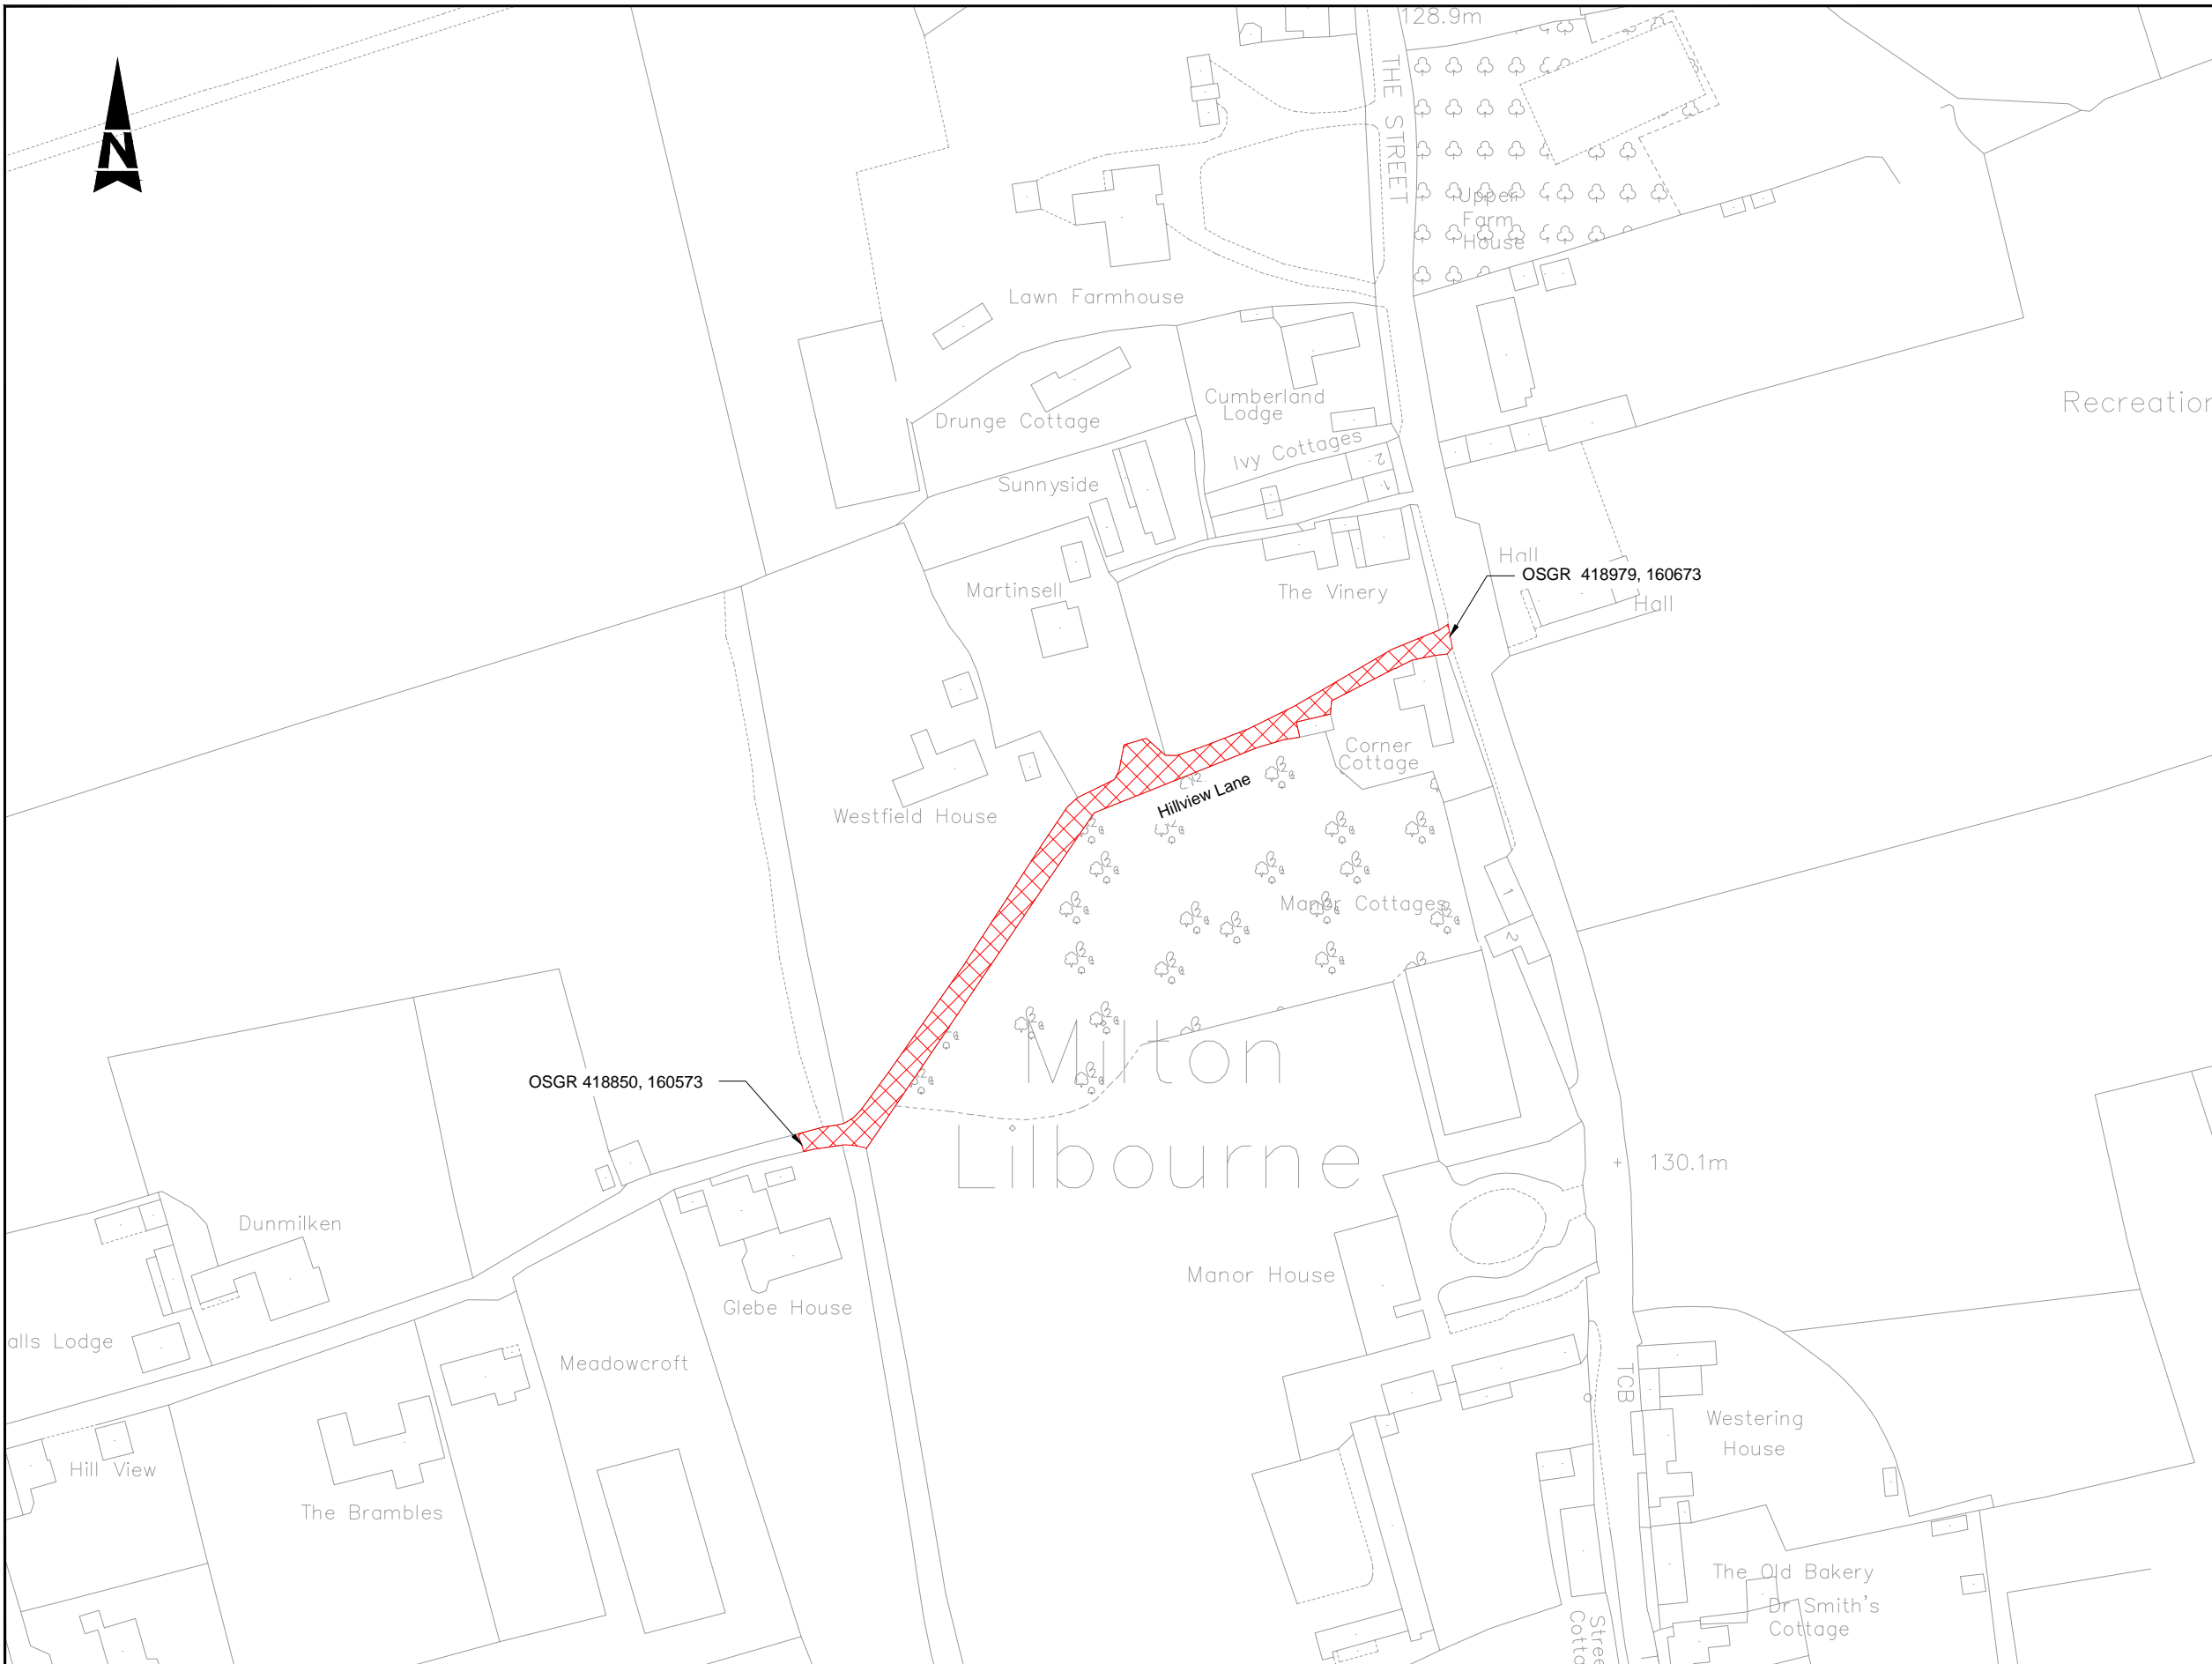 128.9m
N
THE STREET
Upper
Farm
House
Lawn Farmhouse
Cumberland
Lodge
Recreation
Drunge Cottage
Ivy Cottages
2
1
Sunnyside
Hall
OSGR 418979, 160673
Martinsell
The Vinery
Hall
Corner
Cottage
Hillview Lane
Westfield House
1
Manor Cottages
2
Milton
OSGR 418850, 160573
Lilbourne
130.1m
Dunmilken
Manor House
Glebe House
alls Lodge
Meadowcroft
TCB
Westering
House
Hill View
The Brambles
The Old Bakery
Dr Smith's
Cottage
Stree
Cotta